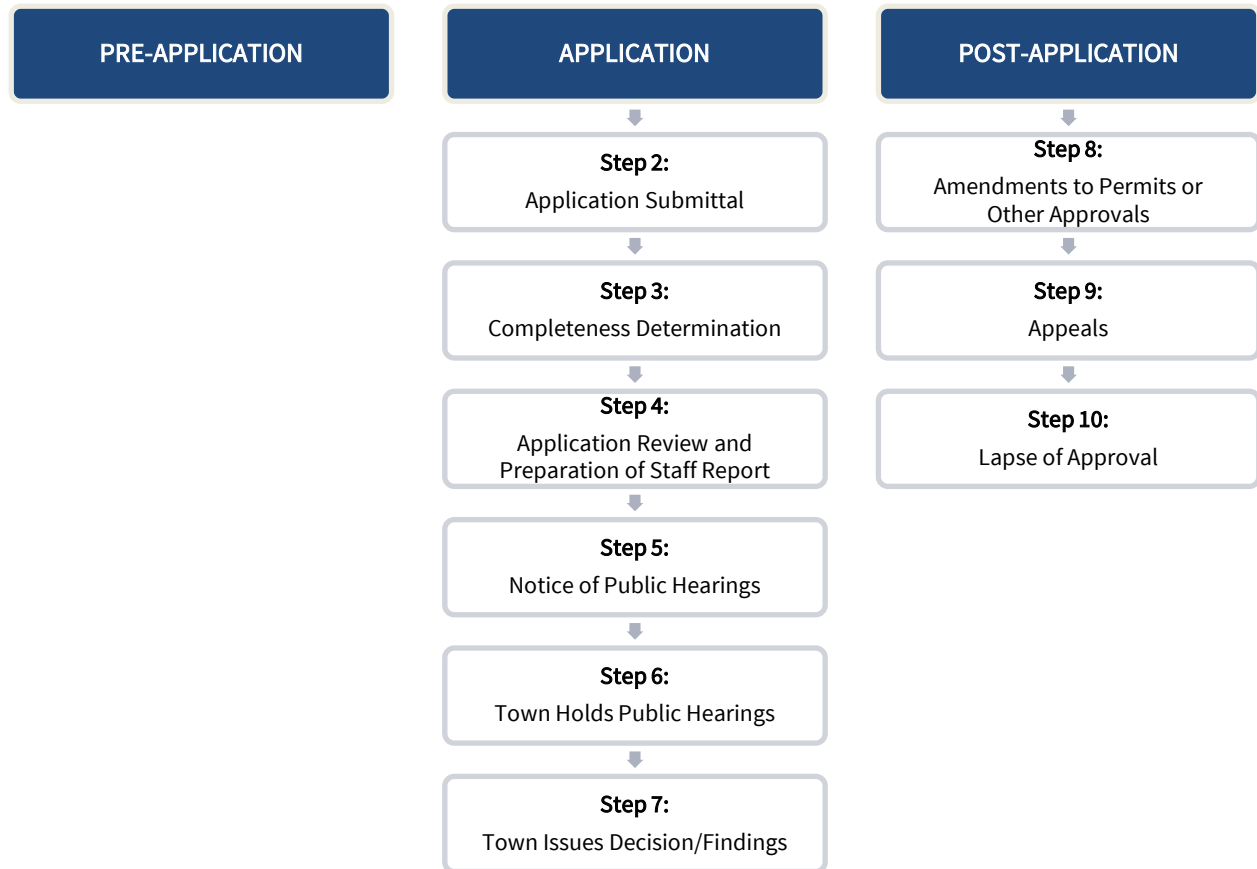 PRE-APPLICATION
APPLICATION
Step 2:
Application Submittal
Step 3:
Completeness Determination
Step 4:
Application Review and
Preparation of Staff Report
Step 5:
Notice of Public Hearings
Step 6:
Town Holds Public Hearings
Step 7:
Town Issues Decision/Findings
POST-APPLICATION
Step 8:
Amendments to Permits or
Other Approvals
Step 9:
Appeals
Step 10:
Lapse of Approval